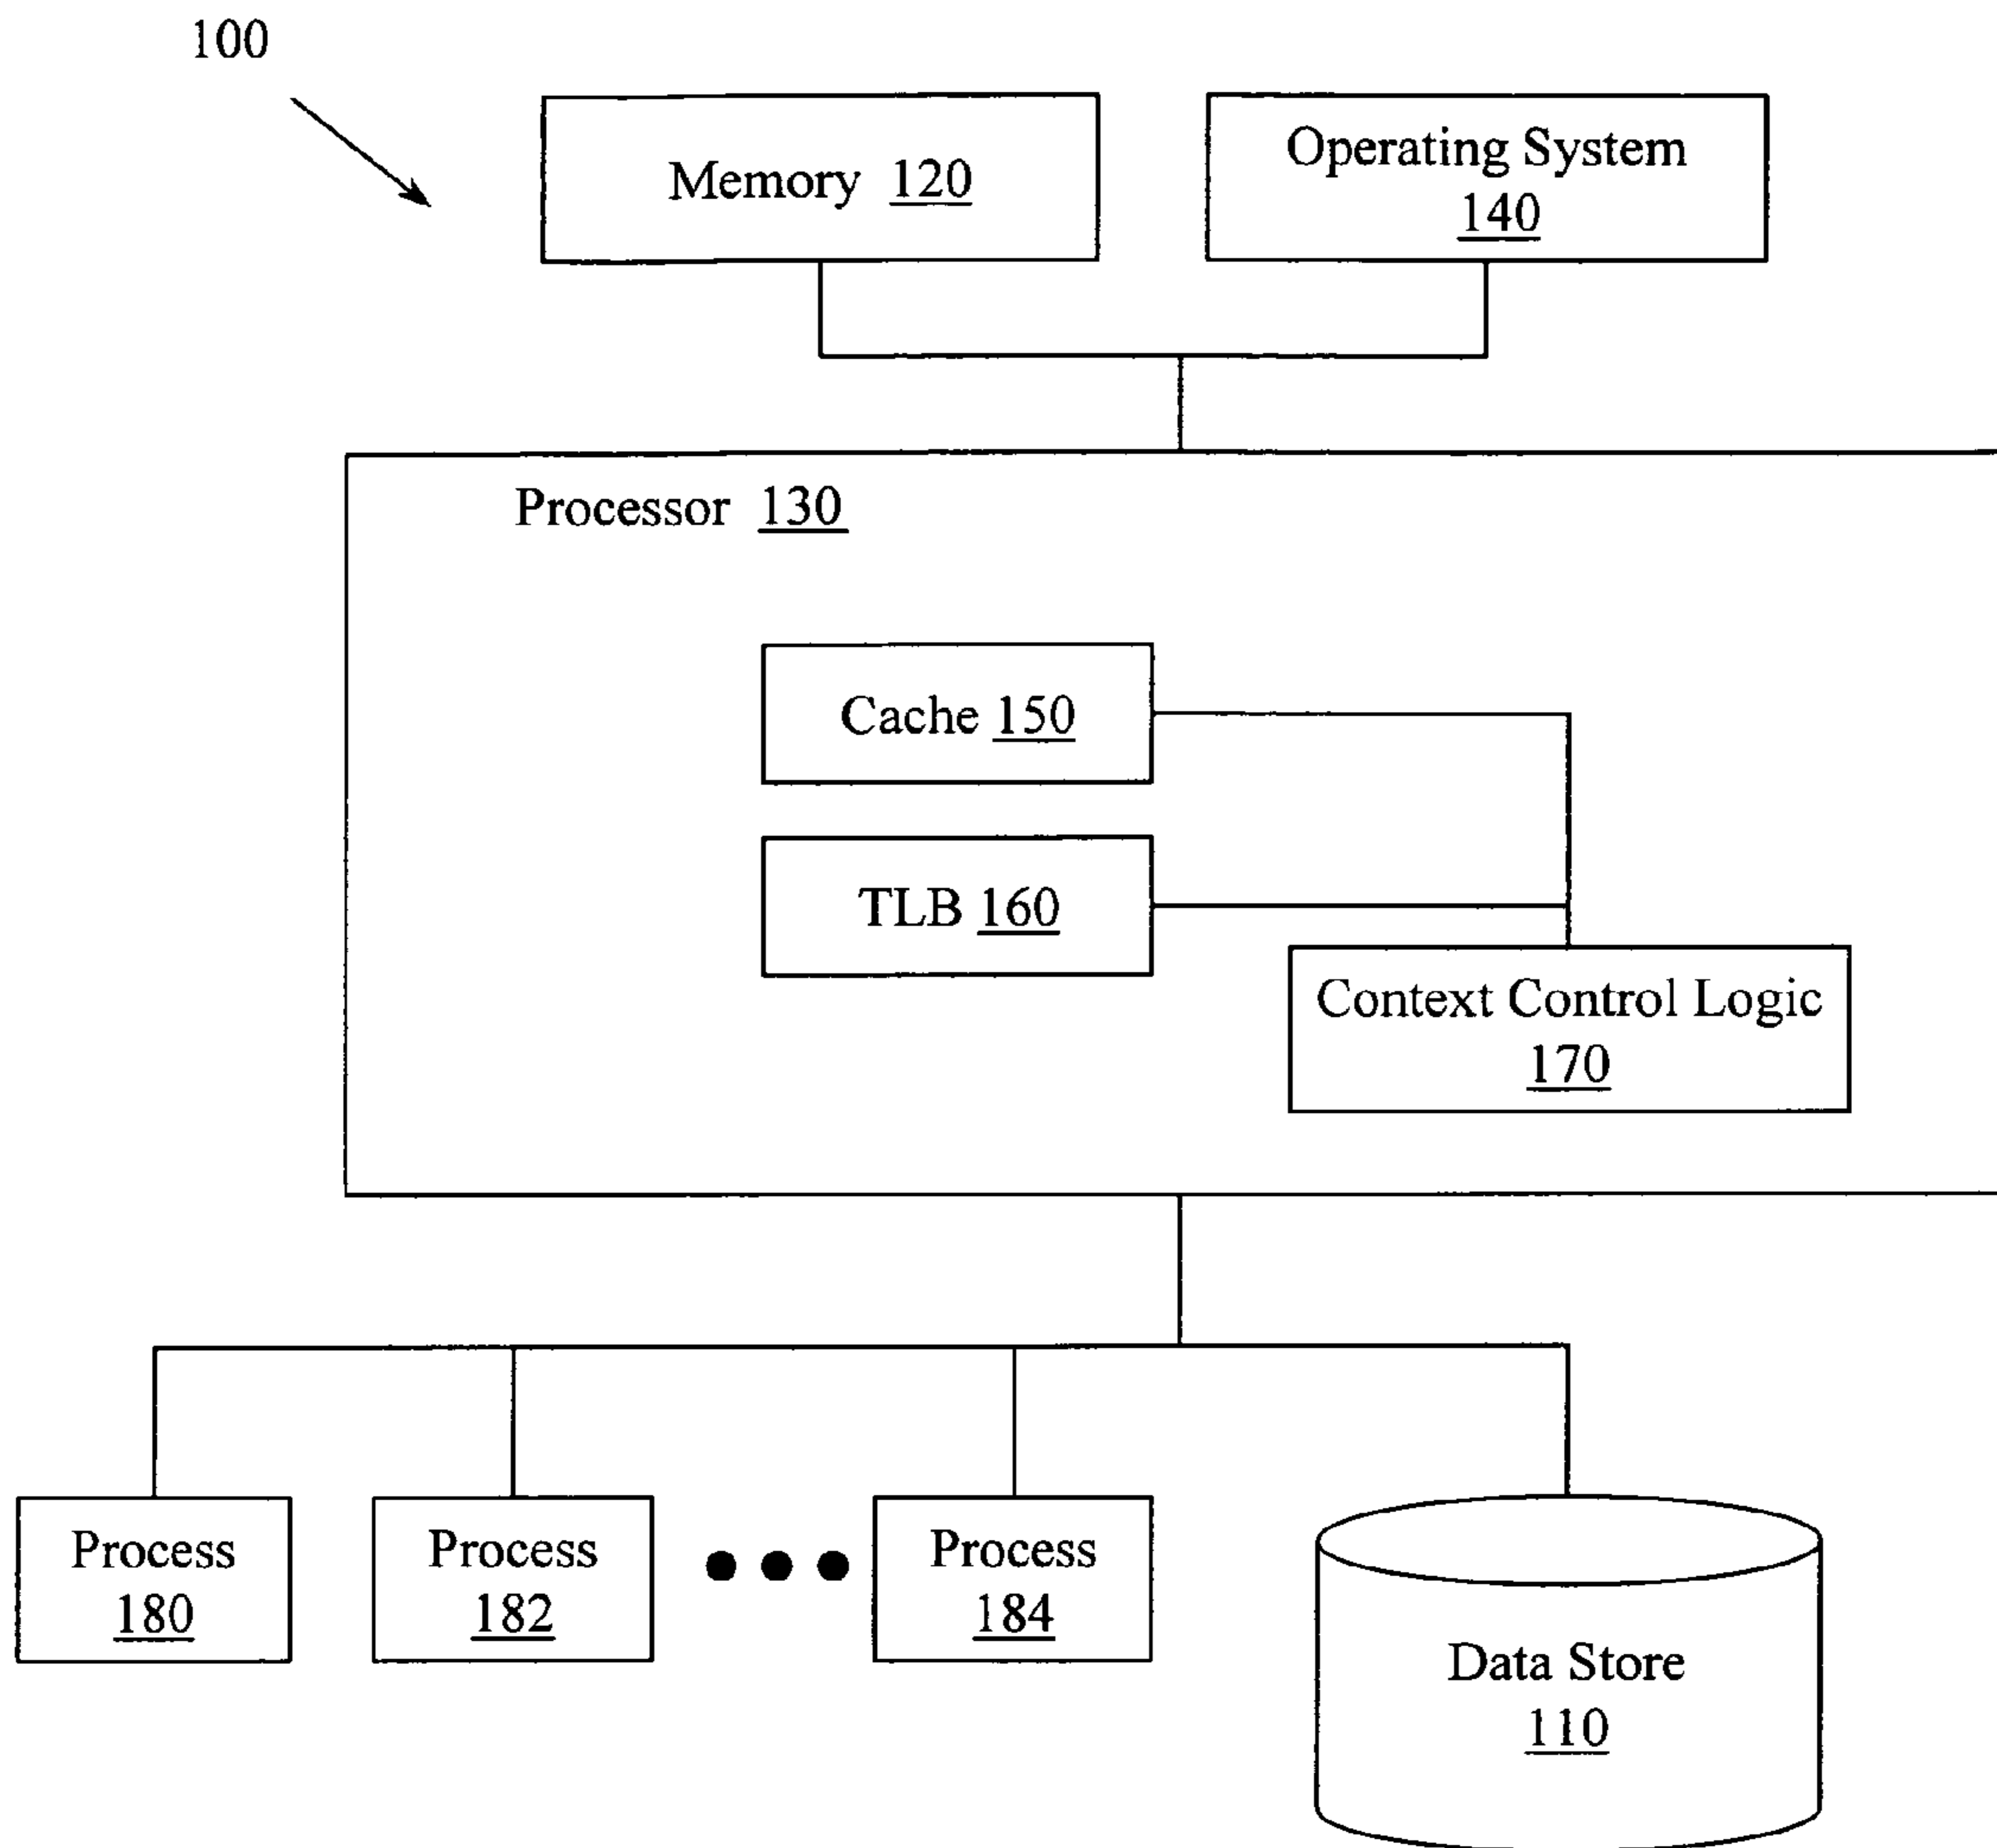 100
Memory 120
Operating System
140
Processor 130
Cache 150
TLB 160
Context Control Logic
170
Process
180
Process
182
Process
184
Data Store
110